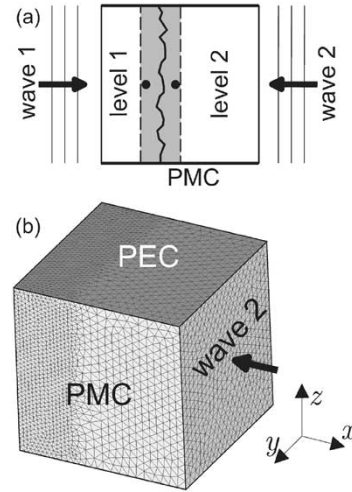 (a)
wave 1
level 1
level 2
wave 2
PMC
(b)
PEC
PMC
wave 2
z
y
x